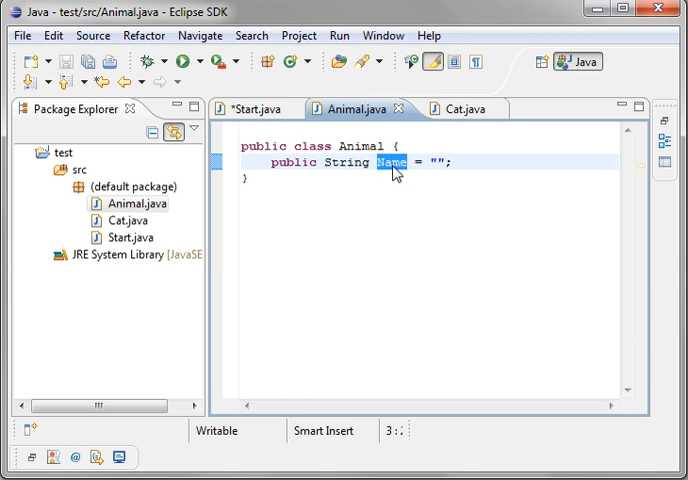 Java - test/src/Animal.java - Eclipse SDK
File Edit Source Refactor Navigate Search Project Run Window Help
Java
Package Explorer
*Start.java Animal.java Cat.java
test
src
(default package)
Animal.java
Cat.java
Start.java
JRE System Library [JavaSE
public class Animal {
public String Name = "";
}
Writable Smart Insert 3: